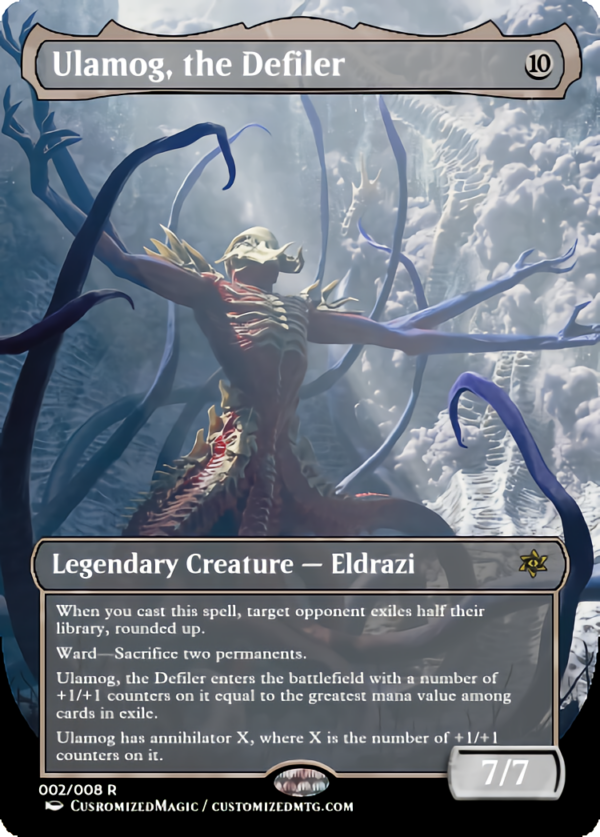 Ulamog, the Defiler 10
Legendary Creature — Eldrazi
When you cast this spell, target opponent exiles half their
library, rounded up.
Ward—Sacrifice two permanents.
Ulamog, the Defiler enters the battlefield with a number of
+1/+1 counters on it equal to the greatest mana value among
cards in exile.
Ulamog has annihilator X, where X is the number of +1/+1
counters on it.
7/7
002/008 R
CusromizedMagic / customizedmtg.com